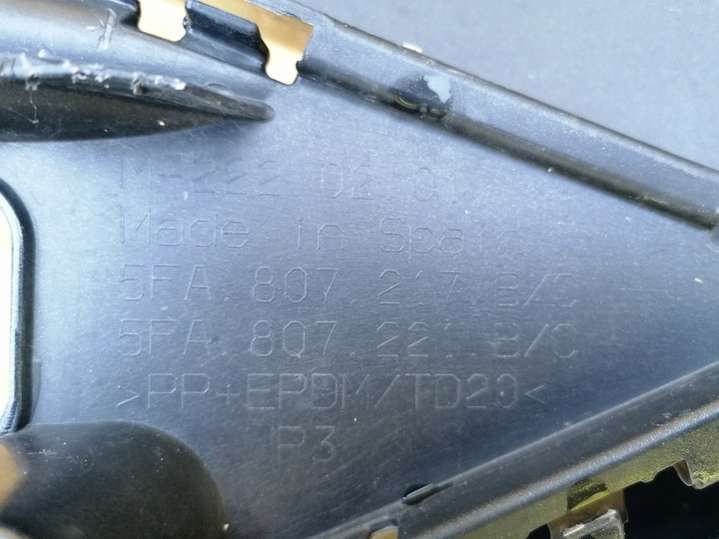 Made in Spain
5FA.807.217.B/C
5FA.807.221.B/C
>PP+EPDM/TD20<
P3